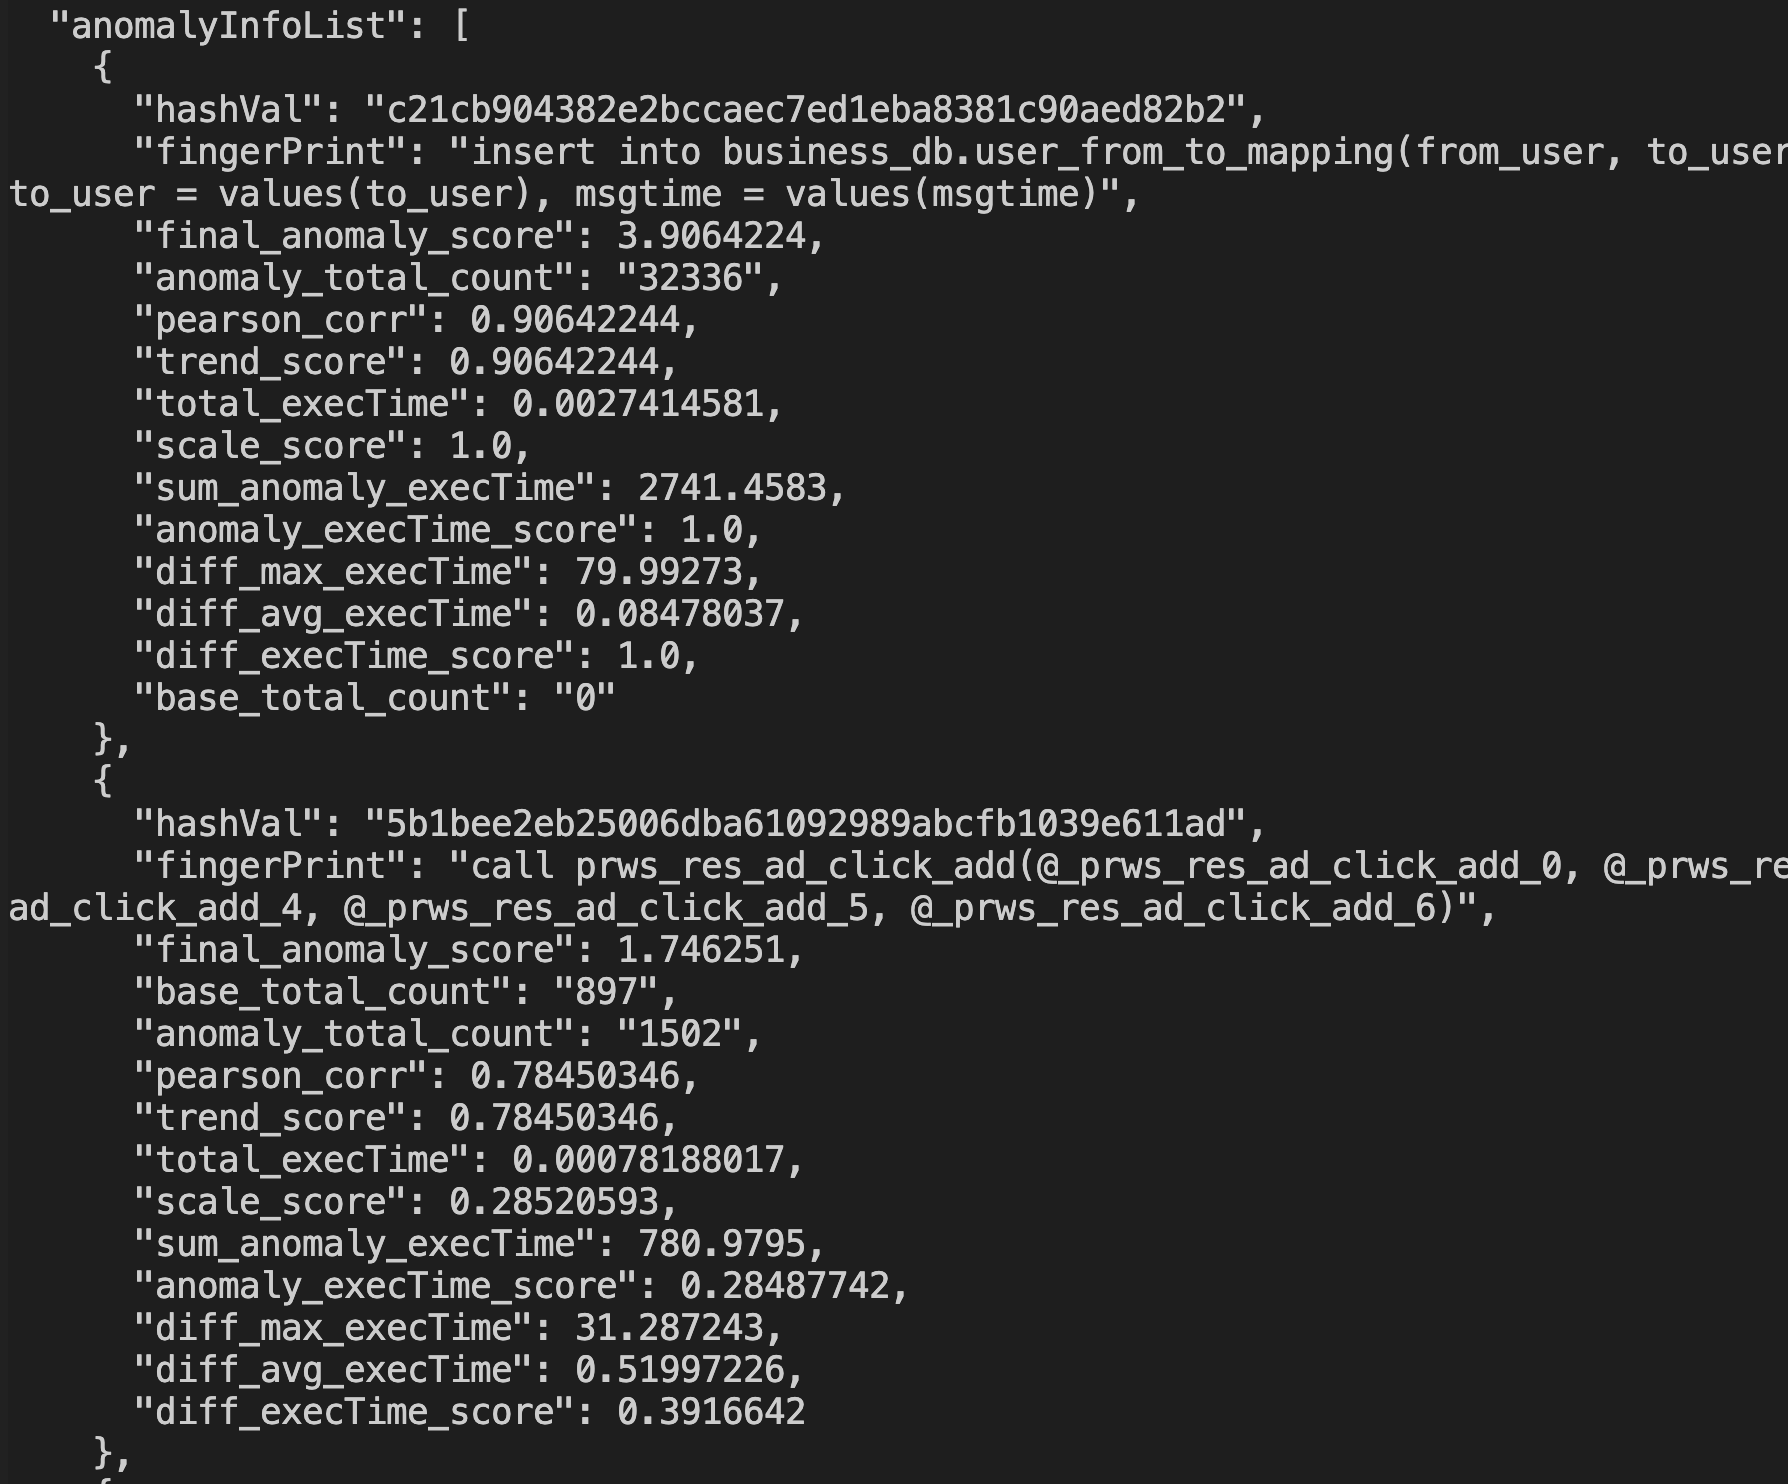 "anomalyInfoList": [
{
"hashVal": "c21cb904382e2bccaec7ed1eba8381c90aed82b2",
"fingerPrint": "insert into business_db.user_from_to_mapping(from_user, to_user
to_user = values(to_user), msgtime = values(msgtime)",
"final_anomaly_score": 3.9064224,
"anomaly_total_count": "32336",
"pearson_corr": 0.90642244,
"trend_score": 0.90642244,
"total_execTime": 0.0027414581,
"scale_score": 1.0,
"sum_anomaly_execTime": 2741.4583,
"anomaly_execTime_score": 1.0,
"diff_max_execTime": 79.99273,
"diff_avg_execTime": 0.08478037,
"diff_execTime_score": 1.0,
"base_total_count": "0"
},
{
"hashVal": "5b1bee2eb25006dba61092989abcfb1039e611ad",
"fingerPrint": "call prws_res_ad_click_add(@_prws_res_ad_click_add_0, @_prws_re
ad_click_add_4, @_prws_res_ad_click_add_5, @_prws_res_ad_click_add_6)",
"final_anomaly_score": 1.746251,
"base_total_count": "897",
"anomaly_total_count": "1502",
"pearson_corr": 0.78450346,
"trend_score": 0.78450346,
"total_execTime": 0.00078188017,
"scale_score": 0.28520593,
"sum_anomaly_execTime": 780.9795,
"anomaly_execTime_score": 0.28487742,
"diff_max_execTime": 31.287243,
"diff_avg_execTime": 0.51997226,
"diff_execTime_score": 0.3916642
},
{